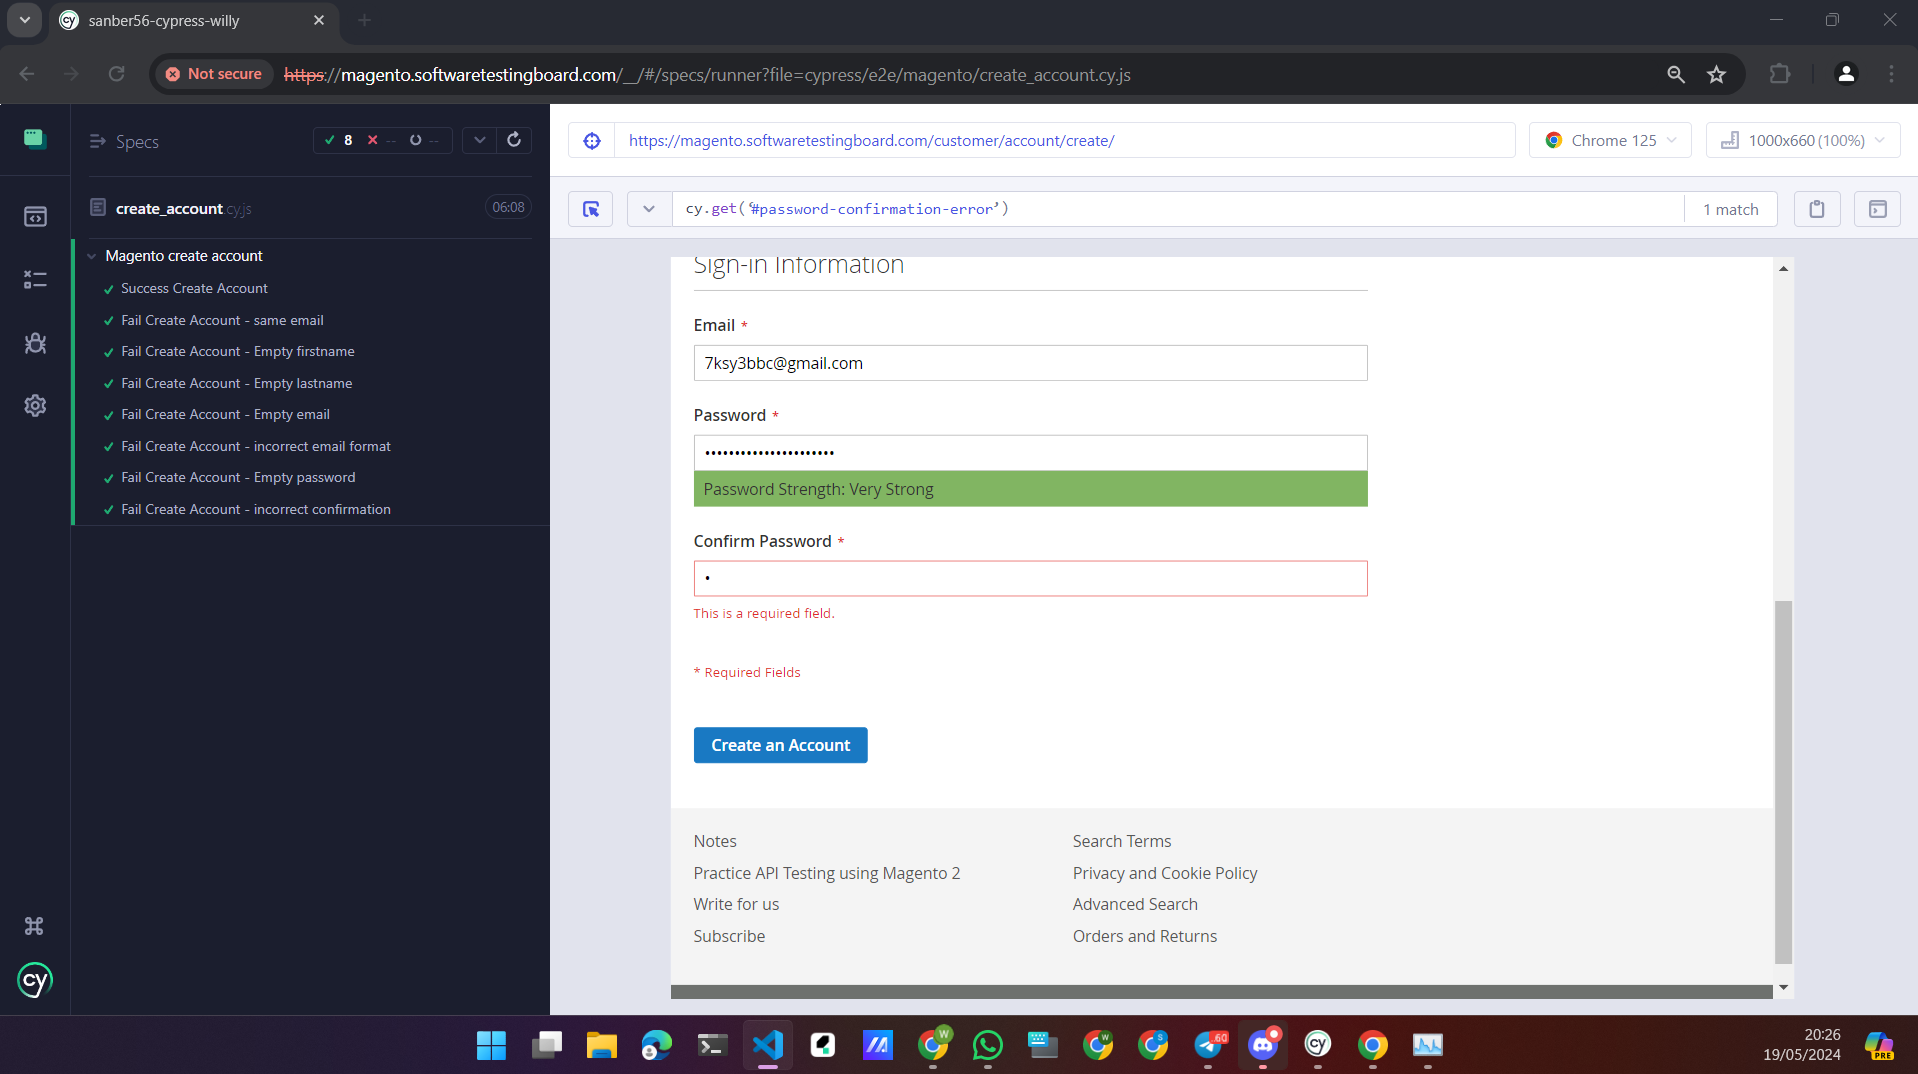 sanber56-cypress-willy
Not secure
https://magento.softwaretestingboard.com/__/#/specs/runner?file=cypress/e2e/magento/create_account.cy.js
Specs
8 -- --
https://magento.softwaretestingboard.com/customer/account/create/
Chrome 125
1000x660 (100%)
create_account.cy.js
06:08
cy.get('#password-confirmation-error')
1 match
Magento create account
Success Create Account
Fail Create Account - same email
Fail Create Account - Empty firstname
Fail Create Account - Empty lastname
Fail Create Account - Empty email
Fail Create Account - incorrect email format
Fail Create Account - Empty password
Fail Create Account - incorrect confirmation
Sign-in Information
Email *
7ksy3bbc@gmail.com
Password *
Password Strength: Very Strong
Confirm Password *
This is a required field.
* Required Fields
Create an Account
Notes
Practice API Testing using Magento 2
Write for us
Subscribe
Search Terms
Privacy and Cookie Policy
Advanced Search
Orders and Returns
cy
W
W
S
.60
cy
20:26
19/05/2024
PRE